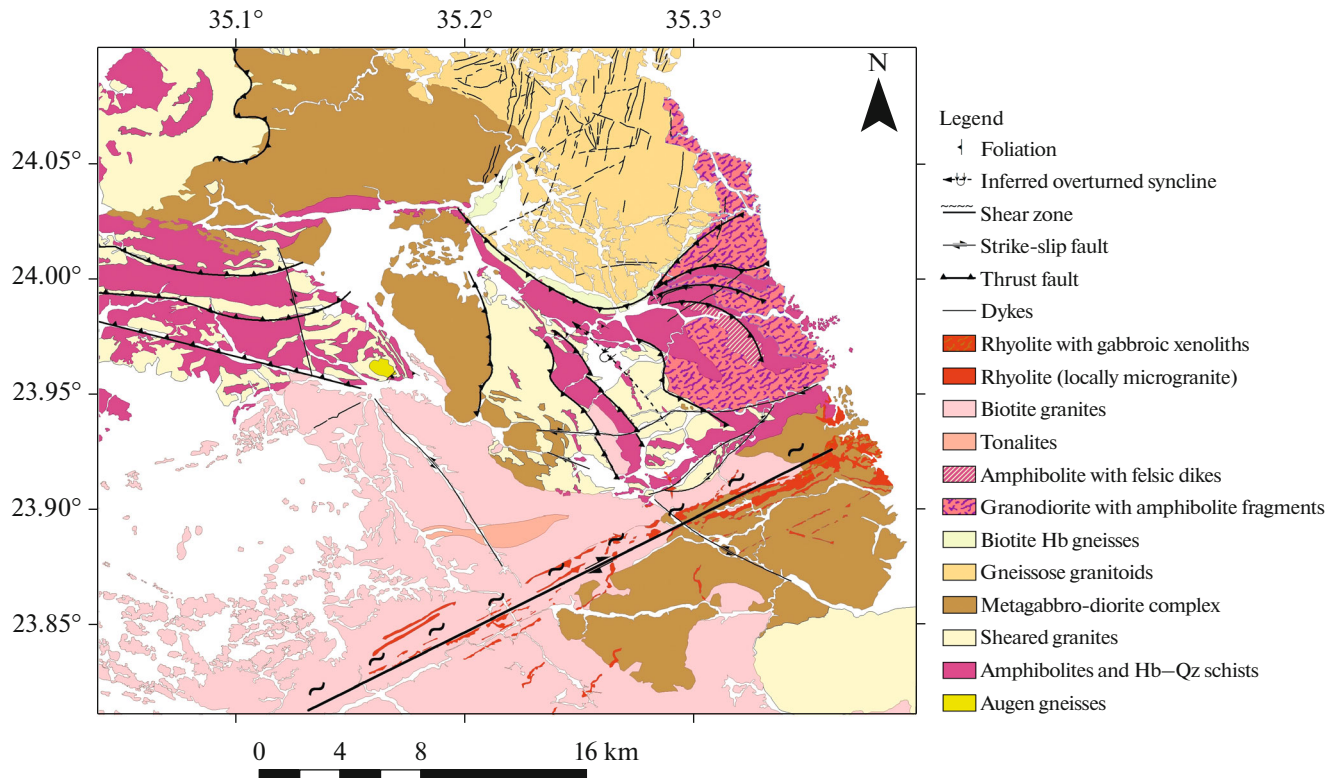 35.1° 35.2° 35.3°
N
24.05°
24.00°
23.95°
23.90°
23.85°
Legend
Foliation
Inferred overturned syncline
Shear zone
Strike-slip fault
Thrust fault
Dykes
Rhyolite with gabbroic xenoliths
Rhyolite (locally microgranite)
Biotite granites
Tonalites
Amphibolite with felsic dikes
Granodiorite with amphibolite fragments
Biotite Hb gneisses
Gneissose granitoids
Metagabbro-diorite complex
Sheared granites
Amphibolites and Hb–Qz schists
Augen gneisses
0 4 8 16 km